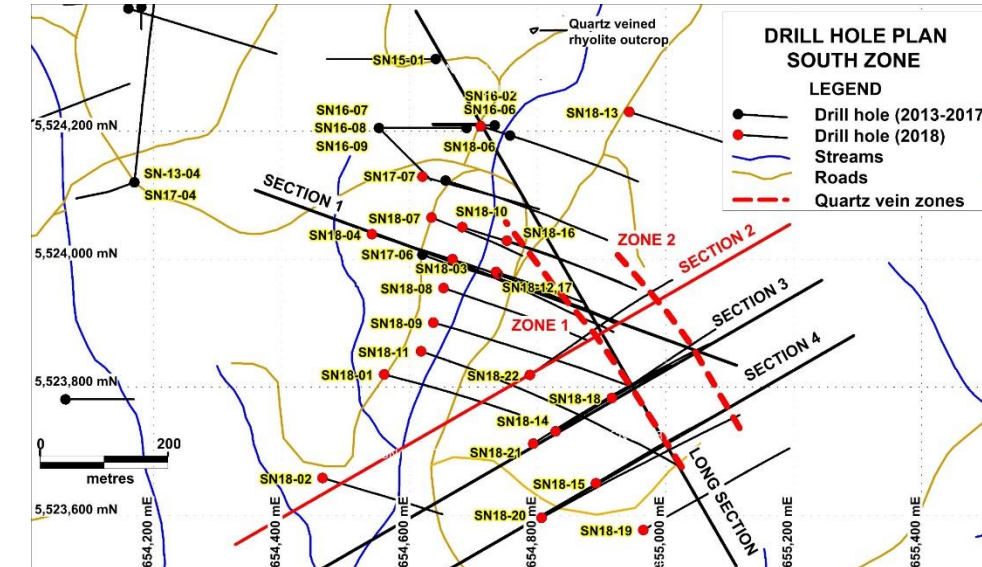 DRILL HOLE PLAN
SOUTH ZONE
LEGEND
Drill hole (2013-2017
Drill hole (2018)
Streams
Roads
Quartz vein zones
Quartz veined
rhyolite outcrop
SN15-01
SN16-02
SN16-06
SN16-07
SN16-08
SN16-09
SN18-06
SN18-13
5,524,200 mN
SN-13-04
SN17-04
SN17-07
SECTION 1
SN18-07
SN18-10
SN18-16
SN18-04
ZONE 2
SECTION 2
SN17-06
SN18-03
5,524,000 mN
SN18-08
SN18-12,17
SECTION 3
SN18-09
ZONE 1
SECTION 4
SN18-11
SN18-01
SN18-22
5,523,800 mN
SN18-18
SN18-14
SN18-21
0
200
metres
LONG SECTION
SN18-02
SN18-15
5,523,600 mN
SN18-20
SN18-19
654,200 mE
654,400 mE
654,600 mE
654,800 mE
655,000 mE
655,200 mE
655,400 mE